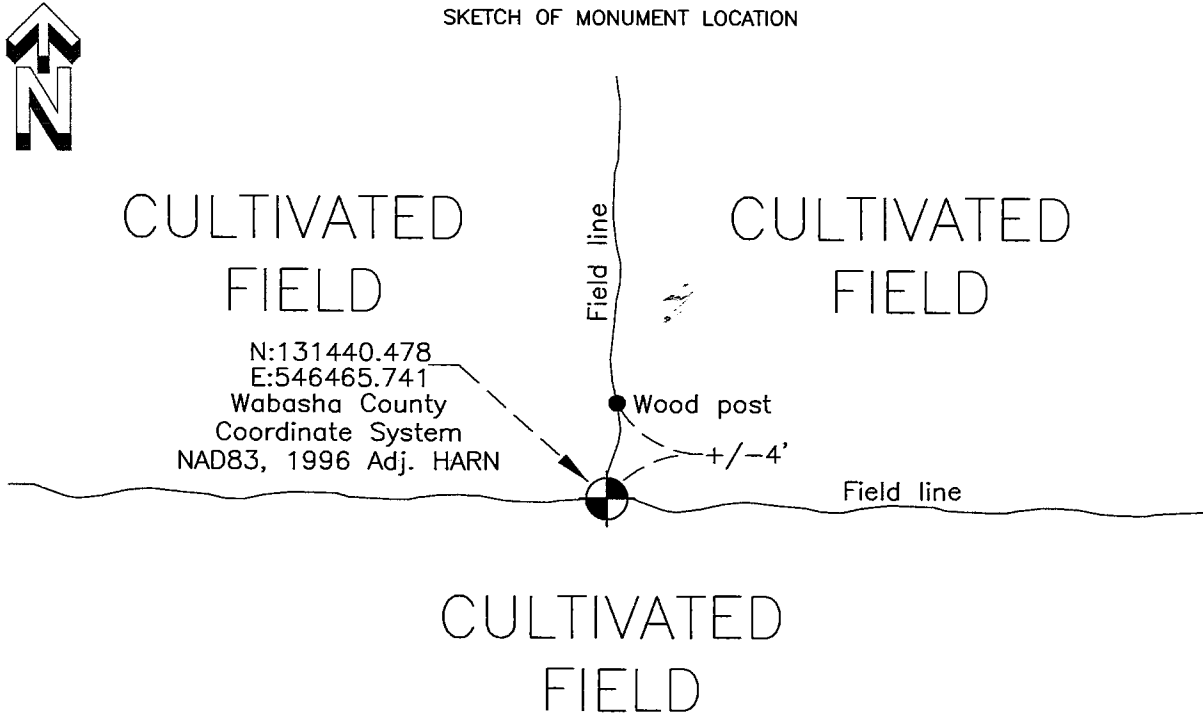 SKETCH OF MONUMENT LOCATION
N
CULTIVATED
FIELD
Field line
CULTIVATED
FIELD
N:131440.478
E:546465.741
Wabasha County
Coordinate System
NAD83, 1996 Adj. HARN
Wood post
+/-4'
Field line
CULTIVATED
FIELD